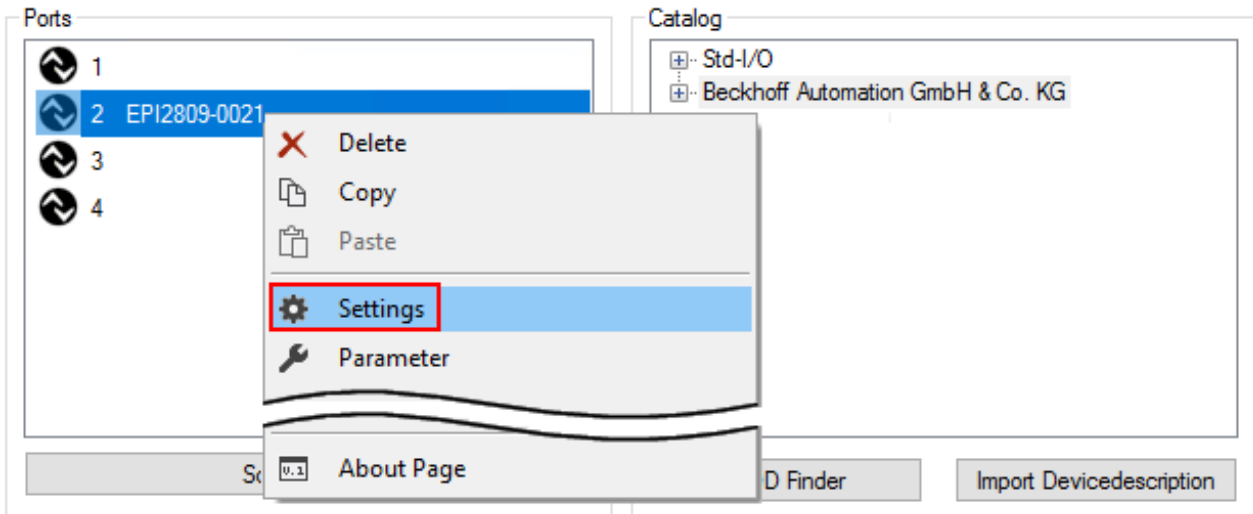 Ports
1
2 EPI2809-0021
3
4
Catalog
Std-I/O
Beckhoff Automation GmbH & Co. KG
Delete
Copy
Paste
Settings
Parameter
v.1
About Page
D Finder
Import Devicedescription